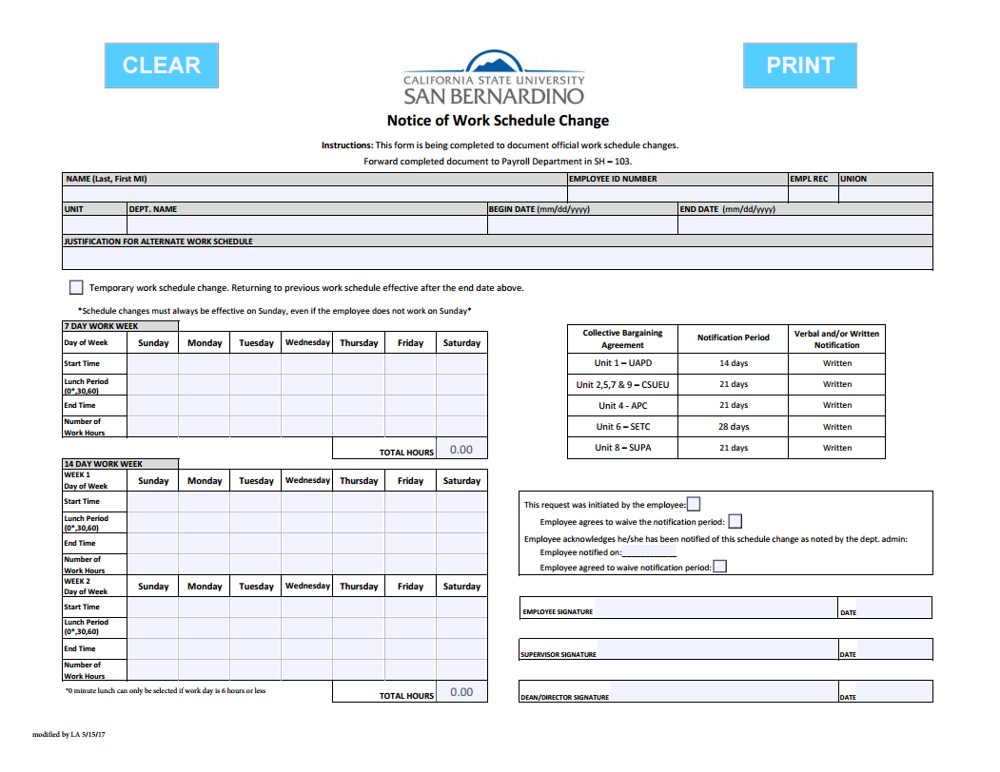 CLEAR
PRINT
CALIFORNIA STATE UNIVERSITY
SAN BERNARDINO
Notice of Work Schedule Change
Instructions: This form is being completed to document official work schedule changes.
Forward completed document to Payroll Department in SH – 103.
NAME (Last, First MI) EMPLOYEE ID NUMBER EMPL REC UNION
UNIT DEPT. NAME BEGIN DATE (mm/dd/yyyy) END DATE (mm/dd/yyyy)
JUSTIFICATION FOR ALTERNATE WORK SCHEDULE
Temporary work schedule change. Returning to previous work schedule effective after the end date above.
*Schedule changes must always be effective on Sunday, even if the employee does not work on Sunday*
7 DAY WORK WEEK
Day of Week Sunday Monday Tuesday Wednesday Thursday Friday Saturday
Start Time
Lunch Period
(0*,30,60)
End Time
Number of
Work Hours
TOTAL HOURS 0.00
14 DAY WORK WEEK
WEEK 1
Day of Week Sunday Monday Tuesday Wednesday Thursday Friday Saturday
Start Time
Lunch Period
(0*,30,60)
End Time
Number of
Work Hours
WEEK 2
Day of Week Sunday Monday Tuesday Wednesday Thursday Friday Saturday
Start Time
Lunch Period
(0*,30,60)
End Time
Number of
Work Hours
*0 minute lunch can only be selected if work day is 6 hours or less
TOTAL HOURS 0.00
Collective Bargaining Agreement Notification Period Verbal and/or Written Notification
Unit 1 – UAPD 14 days Written
Unit 2,5,7 & 9 – CSUEU 21 days Written
Unit 4 - APC 21 days Written
Unit 6 – SETC 28 days Written
Unit 8 – SUPA 21 days Written
This request was initiated by the employee:
Employee agrees to waive the notification period:
Employee acknowledges he/she has been notified of this schedule change as noted by the dept. admin:
Employee notified on:____________
Employee agreed to waive notification period:
EMPLOYEE SIGNATURE DATE
SUPERVISOR SIGNATURE DATE
DEAN/DIRECTOR SIGNATURE DATE
modified by LA 5/15/17